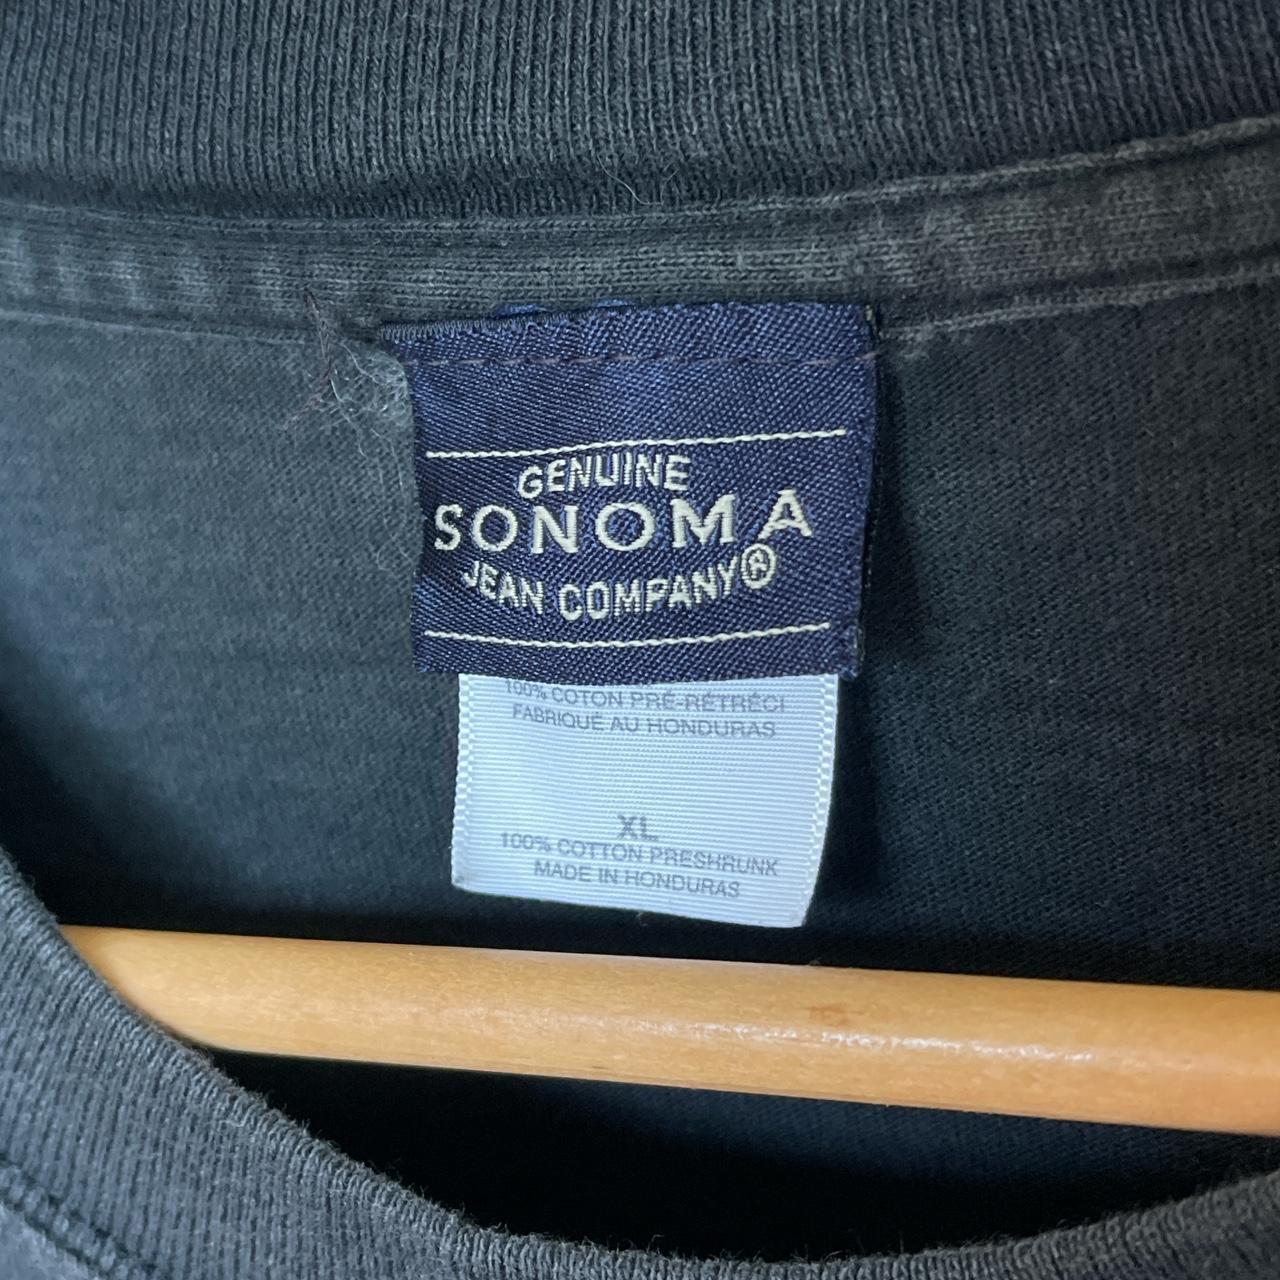 GENUINE
SONOMA
JEAN COMPANY®
100% COTON PRÉ-RÉTRÉCI
FABRIQUÉ AU HONDURAS
XL
100% COTTON PRESHRUNK
MADE IN HONDURAS